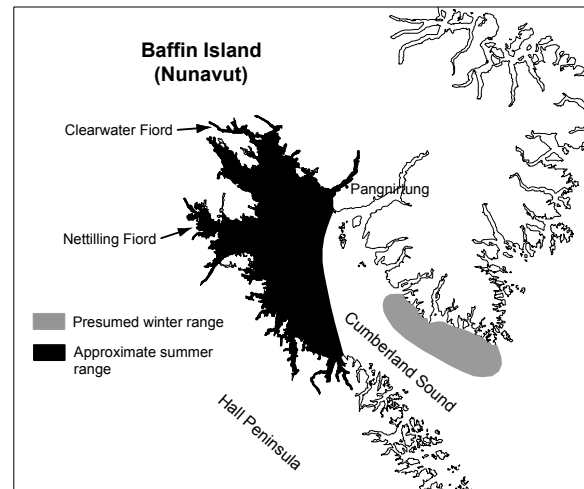 Baffin Island
(Nunavut)
Clearwater Fiord
Pangnirtung
Nettilling Fiord
Presumed winter range
Approximate summer
range
Cumberland Sound
Hall Peninsula